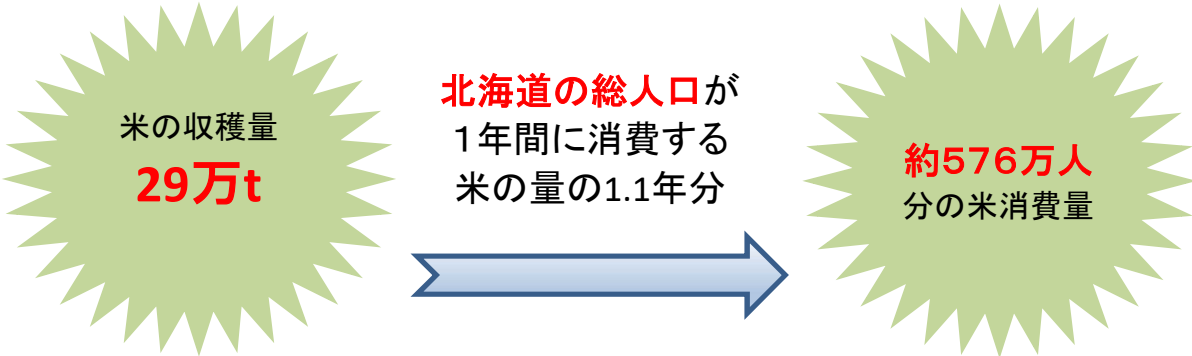 米の収穫量
29万t
北海道の総人口が
１年間に消費する
米の量の1.1年分
約５７６万人
分の米消費量